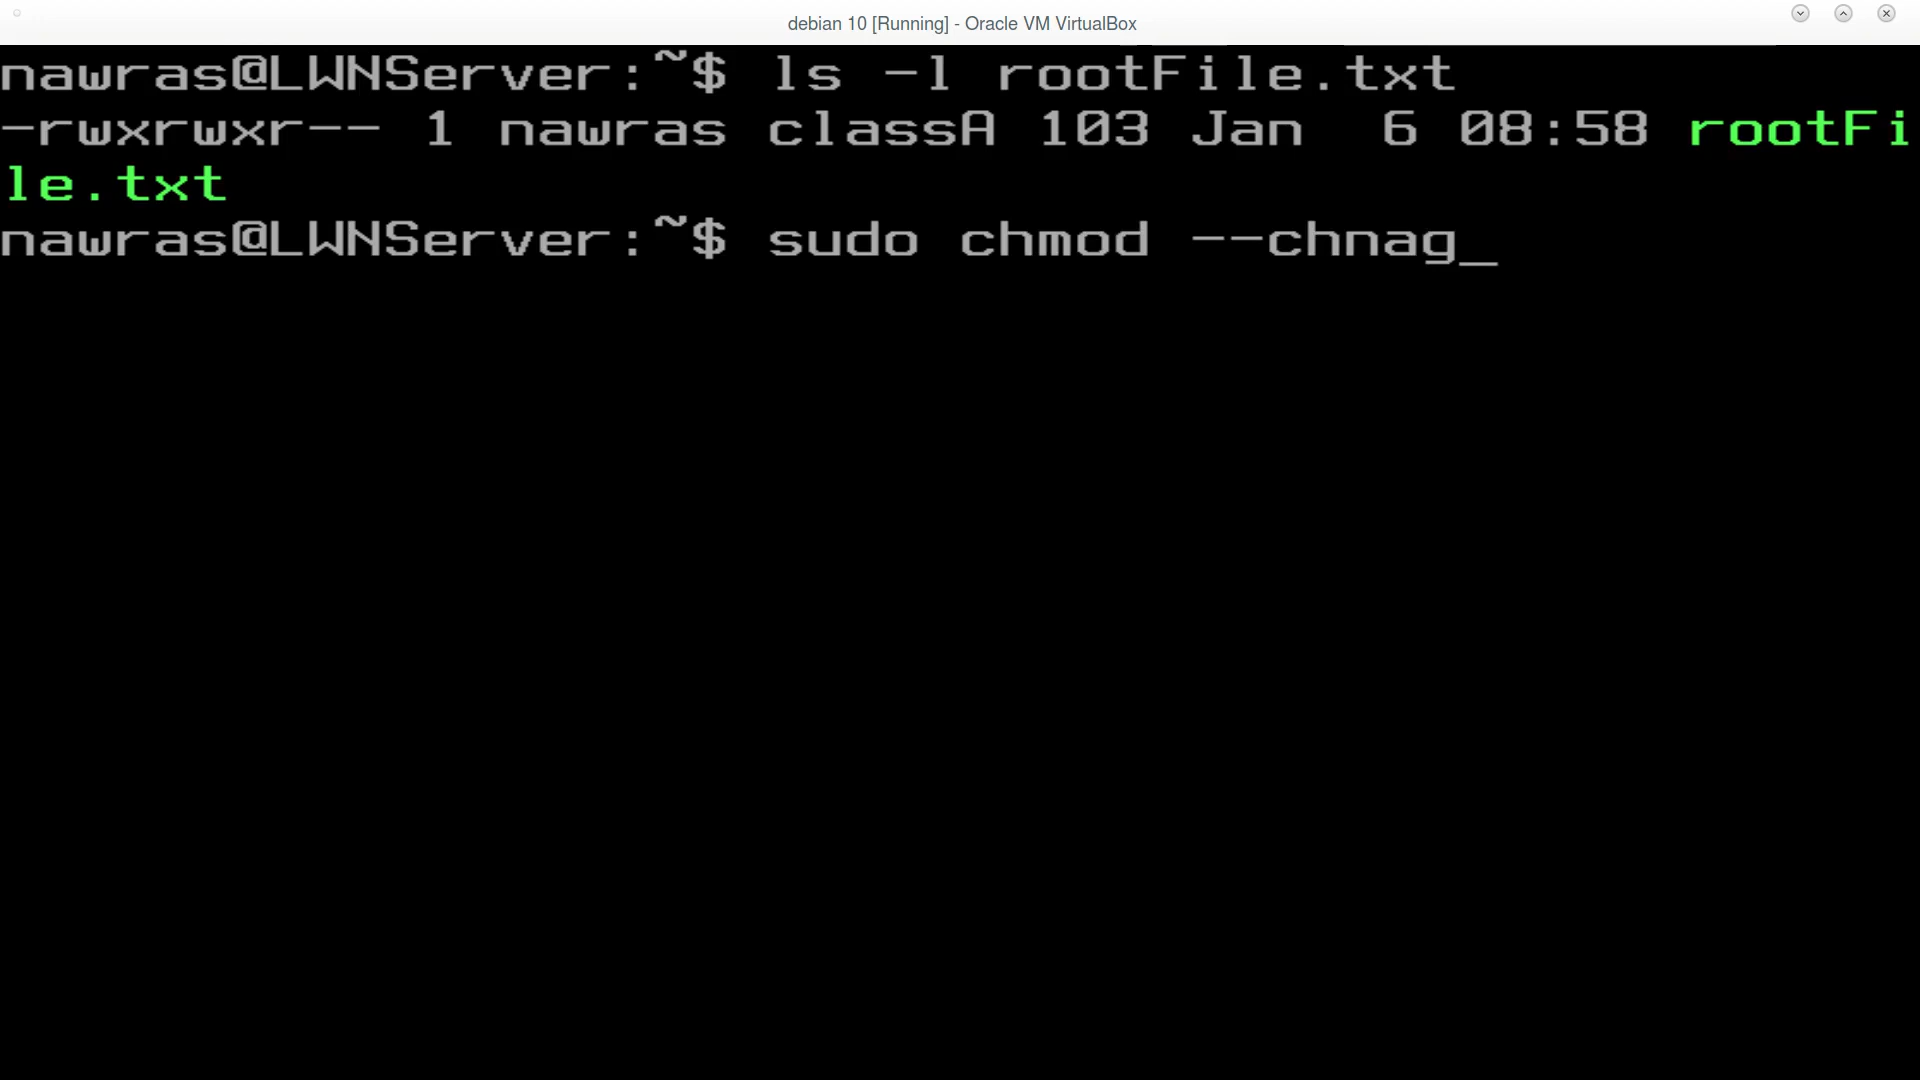 debian 10 [Running] - Oracle VM VirtualBox
nawras@LWNServer:~$ ls -l rootFile.txt
-rwxrwxr-- 1 nawras classA 103 Jan  6 08:58 rootFi
le.txt
nawras@LWNServer:~$ sudo chmod --chnag_